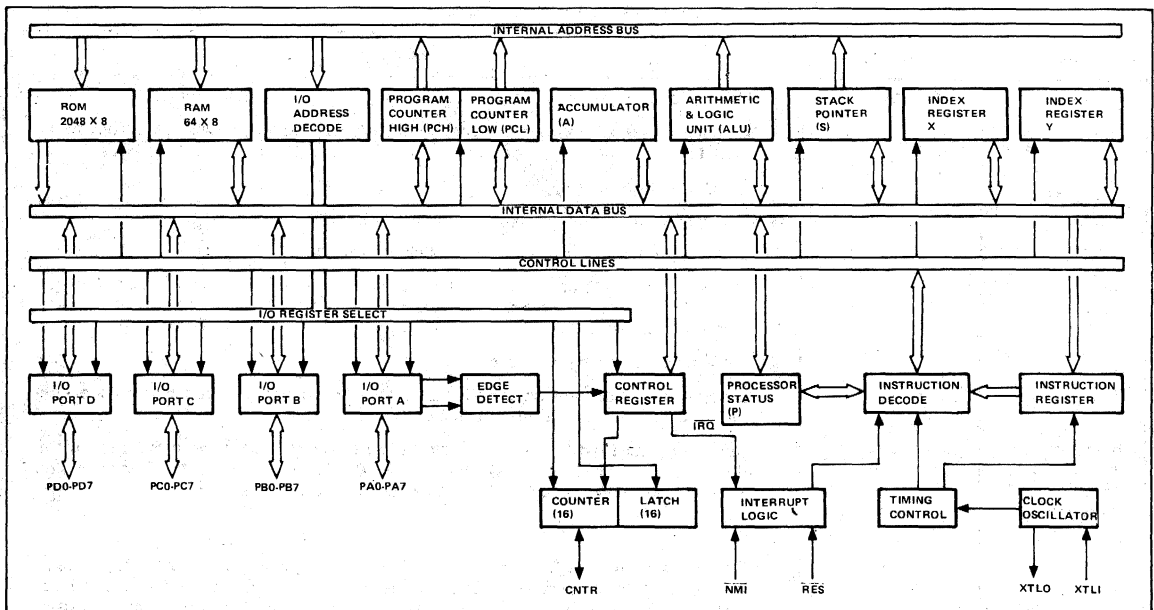 INTERNAL ADDRESS BUS
ROM
2048 X 8
RAM
64 X 8
I/O
ADDRESS
DECODE
PROGRAM
COUNTER
HIGH (PCH)
PROGRAM
COUNTER
LOW (PCL)
ACCUMULATOR
(A)
ARITHMETIC
& LOGIC
UNIT (ALU)
STACK
POINTER
(S)
INDEX
REGISTER
X
INDEX
REGISTER
Y
INTERNAL DATA BUS
CONTROL LINES
I/O REGISTER SELECT
I/O
PORT D
I/O
PORT C
I/O
PORT B
I/O
PORT A
EDGE
DETECT
CONTROL
REGISTER
PROCESSOR
STATUS
(P)
INSTRUCTION
DECODE
INSTRUCTION
REGISTER
IRQ
PD0-PD7
PC0-PC7
PB0-PB7
PA0-PA7
COUNTER
(16)
LATCH
(16)
INTERRUPT
LOGIC
TIMING
CONTROL
CLOCK
OSCILLATOR
CNTR
NMI
RES
XTLO
XTLI